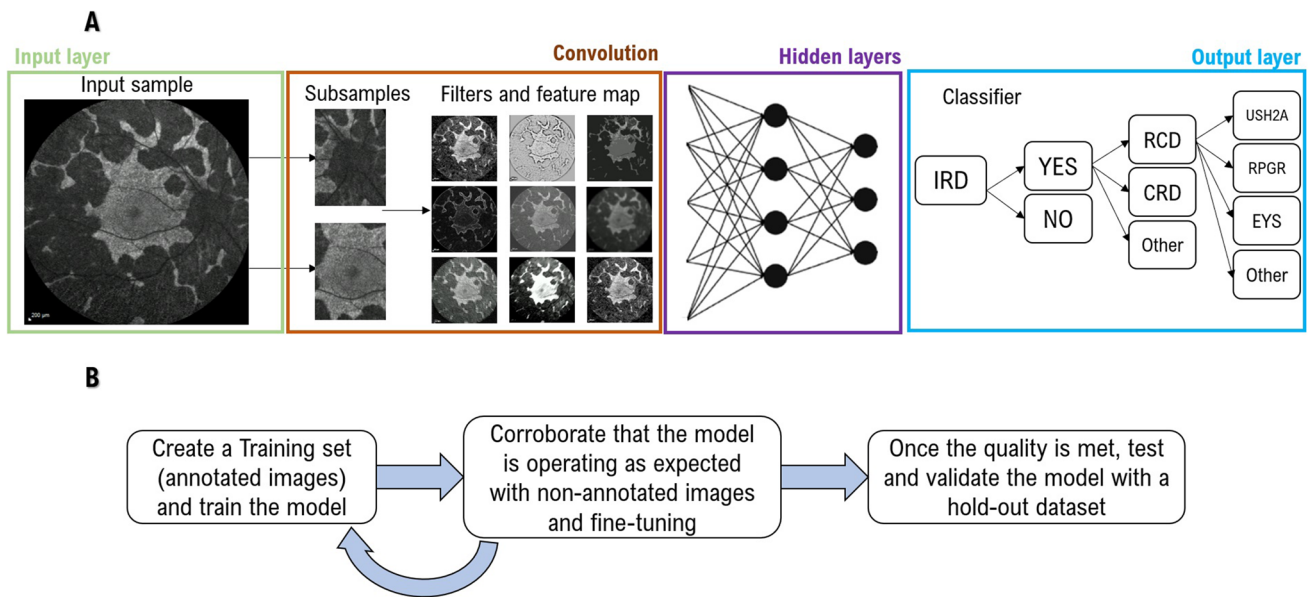 A
Input layer
Convolution
Hidden layers
Output layer
Input sample
200 µm
Subsamples
Filters and feature map
Classifier
IRD
YES
NO
RCD
CRD
Other
USH2A
RPGR
EYS
Other
B
Create a Training set
(annotated images)
and train the model
Corroborate that the model
is operating as expected
with non-annotated images
and fine-tuning
Once the quality is met, test
and validate the model with a
hold-out dataset